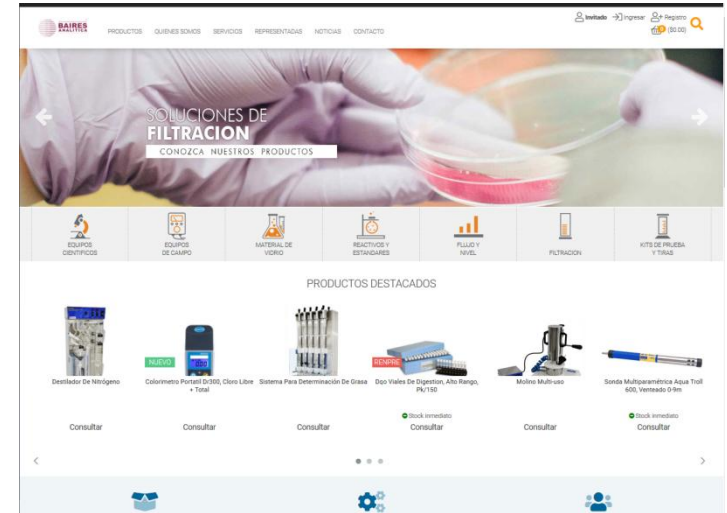 BAIRES
ANALITICA
PRODUCTOS
QUIENES SOMOS
SERVICIOS
REPRESENTADAS
NOTICIAS
CONTACTO
Invitado
Ingresar
Registro
0 ($0.00)
SOLUCIONES DE
FILTRACION
CONOZCA NUESTROS PRODUCTOS
EQUIPOS
CIENTIFICOS
EQUIPOS
DE CAMPO
MATERIAL DE
VIDRIO
REACTIVOS Y
ESTANDARES
FLUJO Y
NIVEL
FILTRACION
KITS DE PRUEBA
Y TIRAS
PRODUCTOS DESTACADOS
Destilador De Nitrógeno
Consultar
NUEVO
Colorimetro Portatil Dr300, Cloro Libre
+ Total
Consultar
Sistema Para Determinación De Grasa
Consultar
RENPRE
Dqo Viales De Digestion, Alto Rango,
Pk/150
Stock inmediato
Consultar
Molino Multi-uso
Consultar
Sonda Multiparamétrica Aqua Troll
600, Venteado 0-9m
Stock inmediato
Consultar